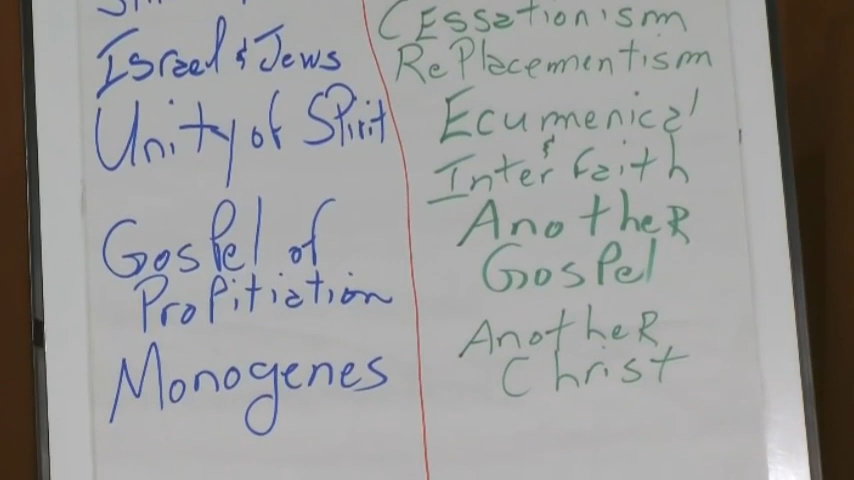 Israel & Jews
Unity of Spirit
Gospel of
Propitiation
Monogenes
Cessationism
RePlacementism
Ecumenical
&
Inter faith
AnotheR
Gospel
AnotheR
Christ